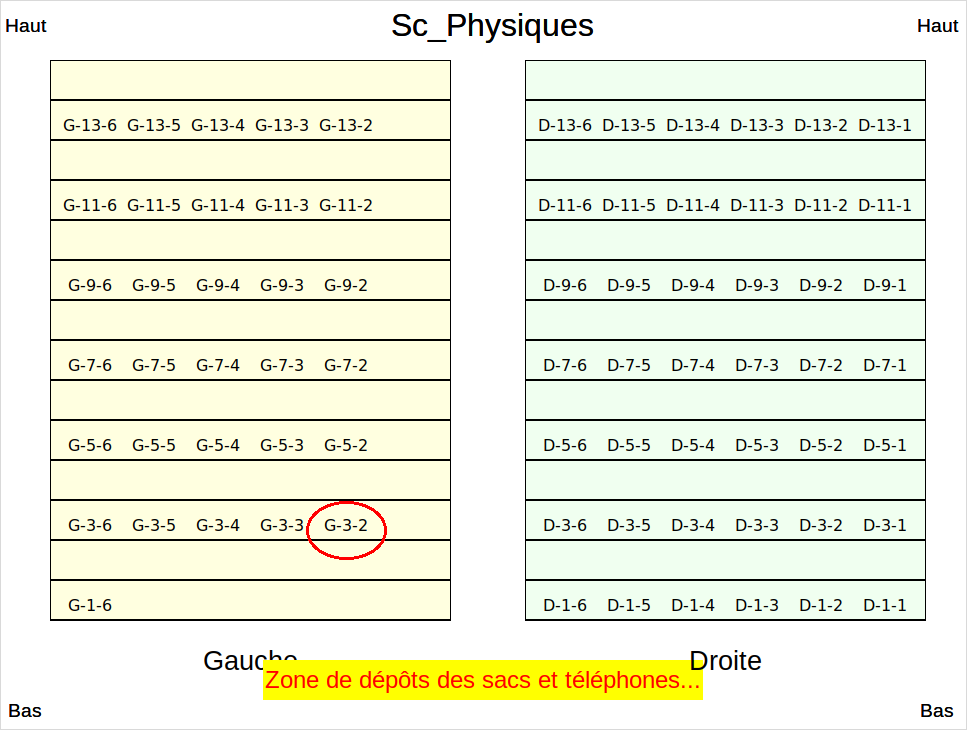 Sc_Physiques
Haut
Haut
G-13-6 G-13-5 G-13-4 G-13-3 G-13-2
D-13-6 D-13-5 D-13-4 D-13-3 D-13-2 D-13-1
G-11-6 G-11-5 G-11-4 G-11-3 G-11-2
D-11-6 D-11-5 D-11-4 D-11-3 D-11-2 D-11-1
G-9-6 G-9-5 G-9-4 G-9-3 G-9-2
D-9-6 D-9-5 D-9-4 D-9-3 D-9-2 D-9-1
G-7-6 G-7-5 G-7-4 G-7-3 G-7-2
D-7-6 D-7-5 D-7-4 D-7-3 D-7-2 D-7-1
G-5-6 G-5-5 G-5-4 G-5-3 G-5-2
D-5-6 D-5-5 D-5-4 D-5-3 D-5-2 D-5-1
G-3-6 G-3-5 G-3-4 G-3-3 G-3-2
D-3-6 D-3-5 D-3-4 D-3-3 D-3-2 D-3-1
G-1-6
D-1-6 D-1-5 D-1-4 D-1-3 D-1-2 D-1-1
Gauche
Droite
Zone de dépôts des sacs et téléphones...
Bas
Bas